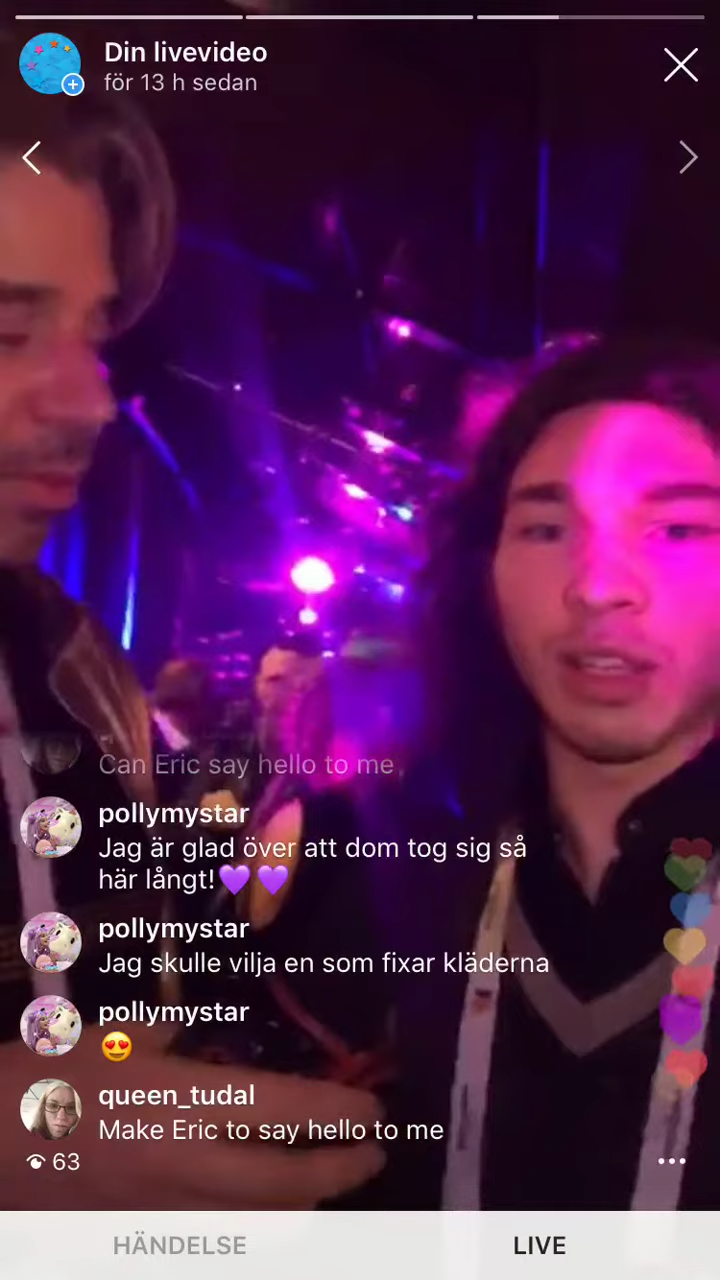 Din livevideo
för 13 h sedan
Can Eric say hello to me
pollymystar
Jag är glad över att dom tog sig så
här långt!💜💜
pollymystar
Jag skulle vilja en som fixar kläderna
pollymystar
😍
queen_tudal
Make Eric to say hello to me
63
HÄNDELSE
LIVE